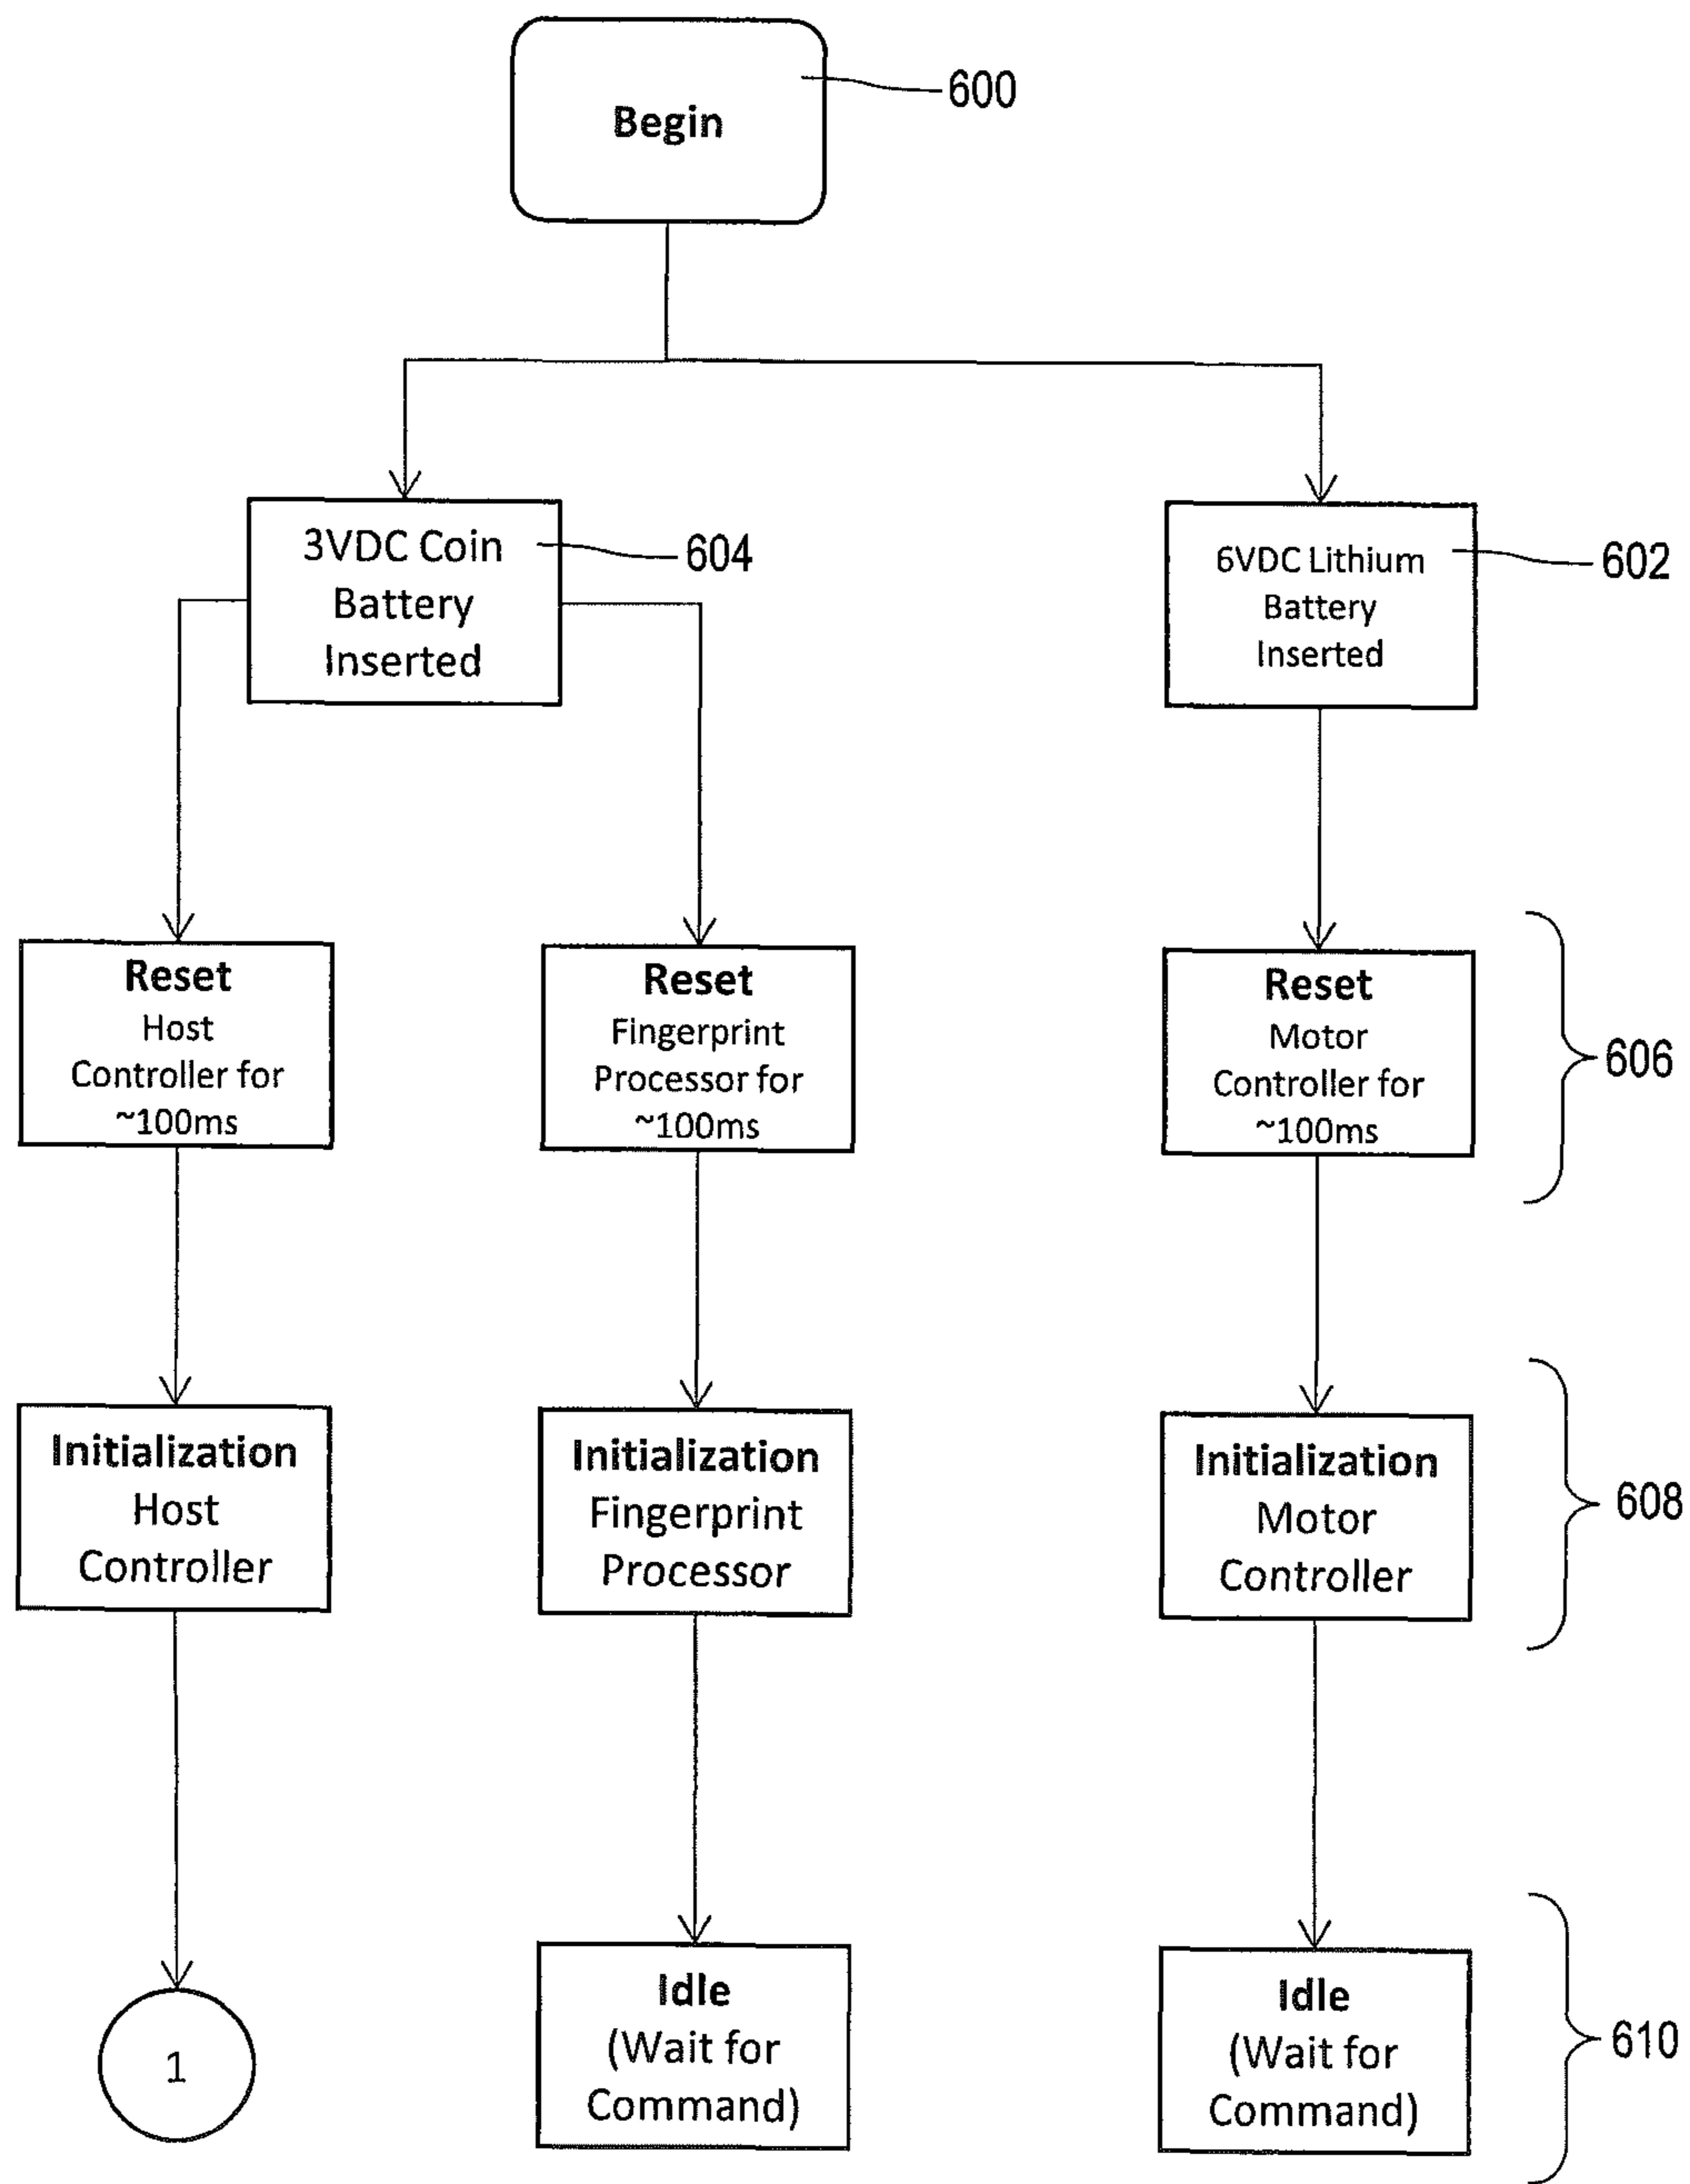 Begin
600
3VDC Coin
Battery
Inserted
604
6VDC Lithium
Battery
Inserted
602
Reset
Host
Controller for
~100ms
Reset
Fingerprint
Processor for
~100ms
Reset
Motor
Controller for
~100ms
606
Initialization
Host
Controller
Initialization
Fingerprint
Processor
Initialization
Motor
Controller
608
1
Idle
(Wait for
Command)
Idle
(Wait for
Command)
610